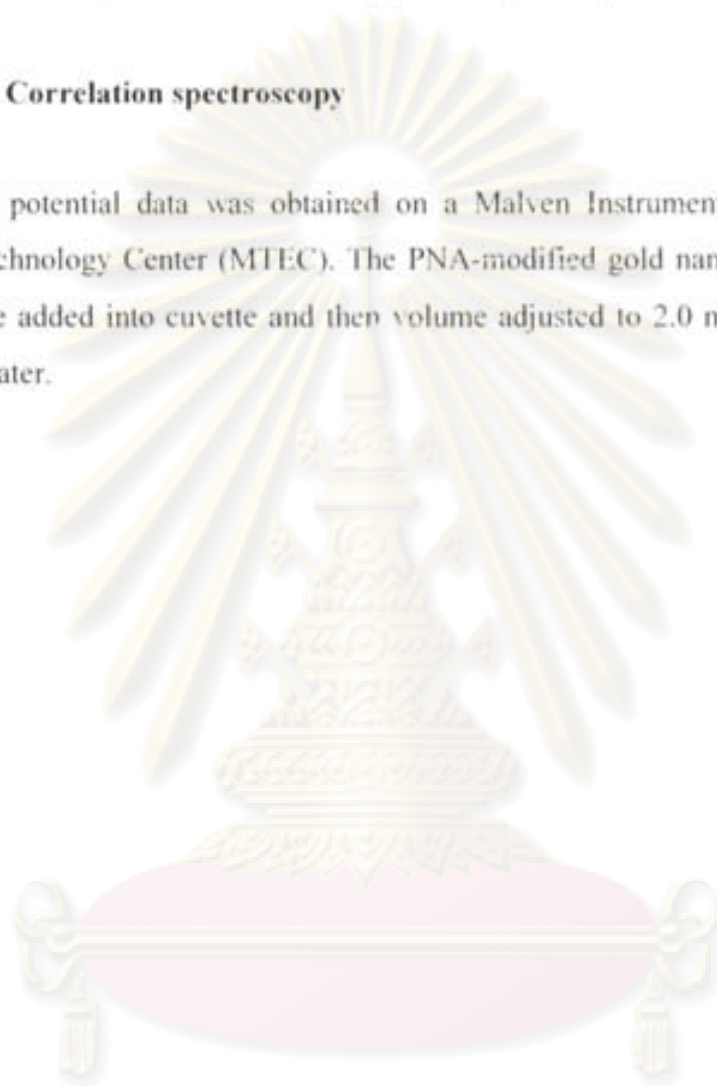 Correlation spectroscopy
potential data was obtained on a Malven Instrument
chnology Center (MTEC). The PNA-modified gold nan
e added into cuvette and then volume adjusted to 2.0 m
ater.